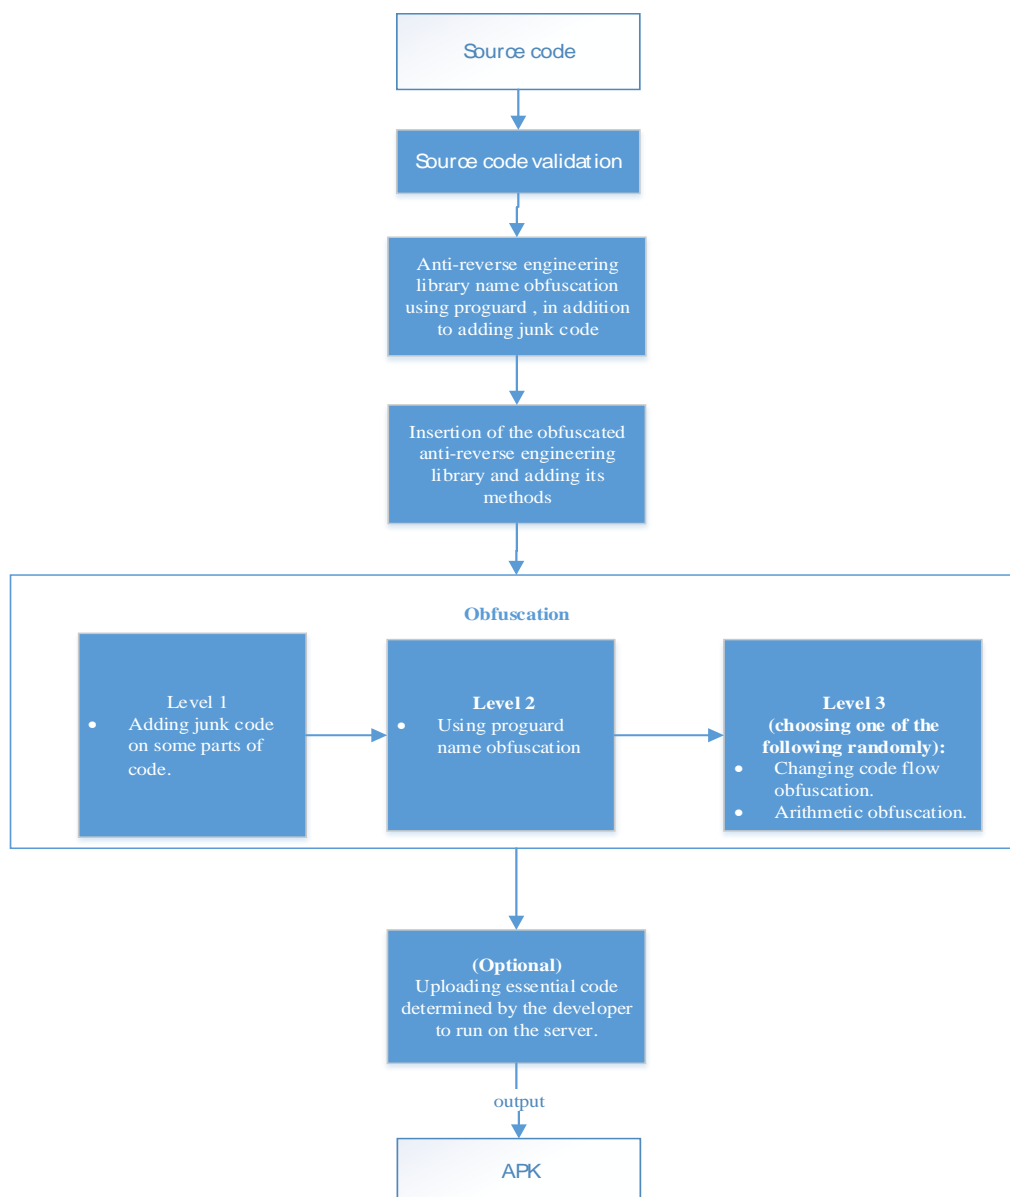 Source code
Source code validation
Anti-reverse engineering
library name obfuscation
using proguard , in addition
to adding junk code
Insertion of the obfuscated
anti-reverse engineering
library and adding its
methods
Obfuscation
Level 1
• Adding junk code
on some parts of
code.
Level 2
• Using proguard
name obfuscation
Level 3
(choosing one of the
following randomly):
• Changing code flow
obfuscation.
• Arithmetic obfuscation.
(Optional)
Uploading essential code
determined by the developer
to run on the server.
output
APK